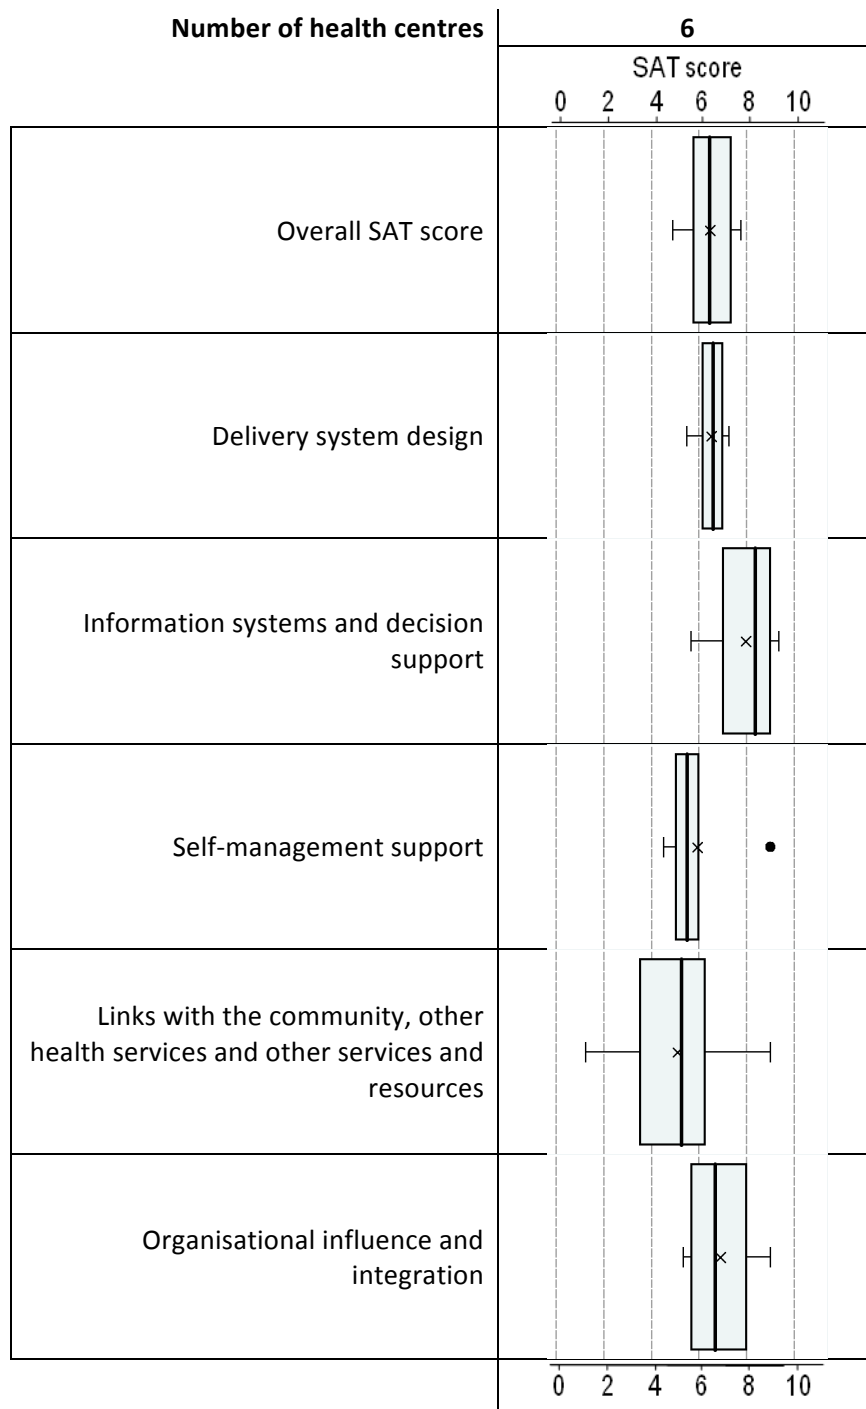 Number of health centres 6
SAT score
0 2 4 6 8 10
Overall SAT score
Delivery system design
Information systems and decision
support
Self-management support
Links with the community, other
health services and other services and
resources
Organisational influence and
integration
0 2 4 6 8 10